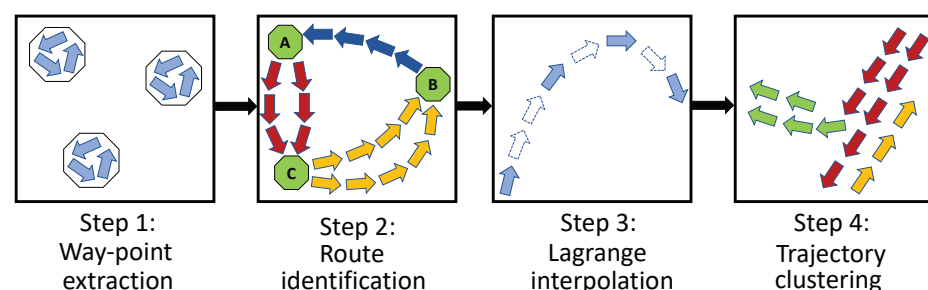 A
B
C
Step 1:
Way-point
extraction
Step 2:
Route
identification
Step 3:
Lagrange
interpolation
Step 4:
Trajectory
clustering